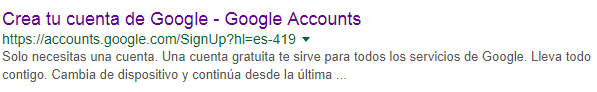 Crea tu cuenta de Google - Google Accounts
https://accounts.google.com/SignUp?hl=es-419
Solo necesitas una cuenta. Una cuenta gratuita te sirve para todos los servicios de Google. Lleva todo
contigo. Cambia de dispositivo y continúa desde la última ...